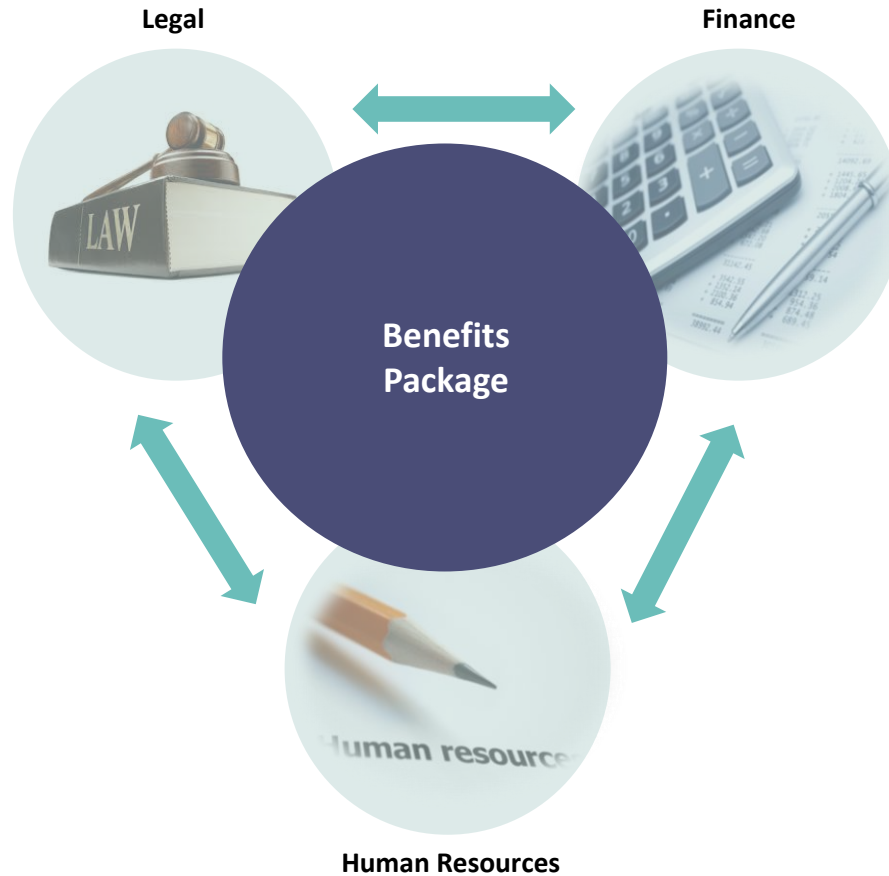 Legal
Finance
LAW
Benefits
Package
Human resources
Human Resources